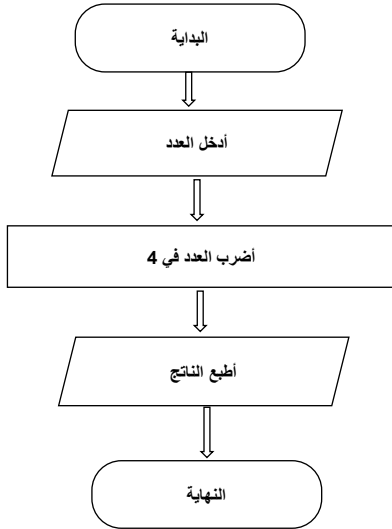 البداية
أدخل العدد
أضرب العدد في 4
أطبع الناتج
النهاية